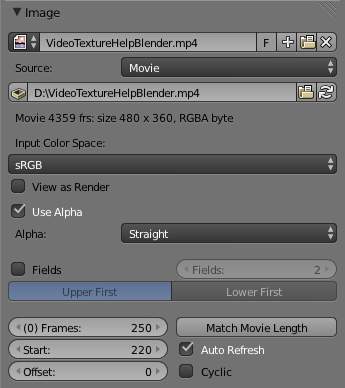 Image
VideoTextureHelpBlender.mp4 F
Source: Movie
D:\VideoTextureHelpBlender.mp4
Movie 4359 frs: size 480 x 360, RGBA byte
Input Color Space:
sRGB
View as Render
Use Alpha
Alpha: Straight
Fields Fields: 2
Upper First Lower First
(0) Frames: 250 Match Movie Length
Start: 220 Auto Refresh
Offset: 0 Cyclic